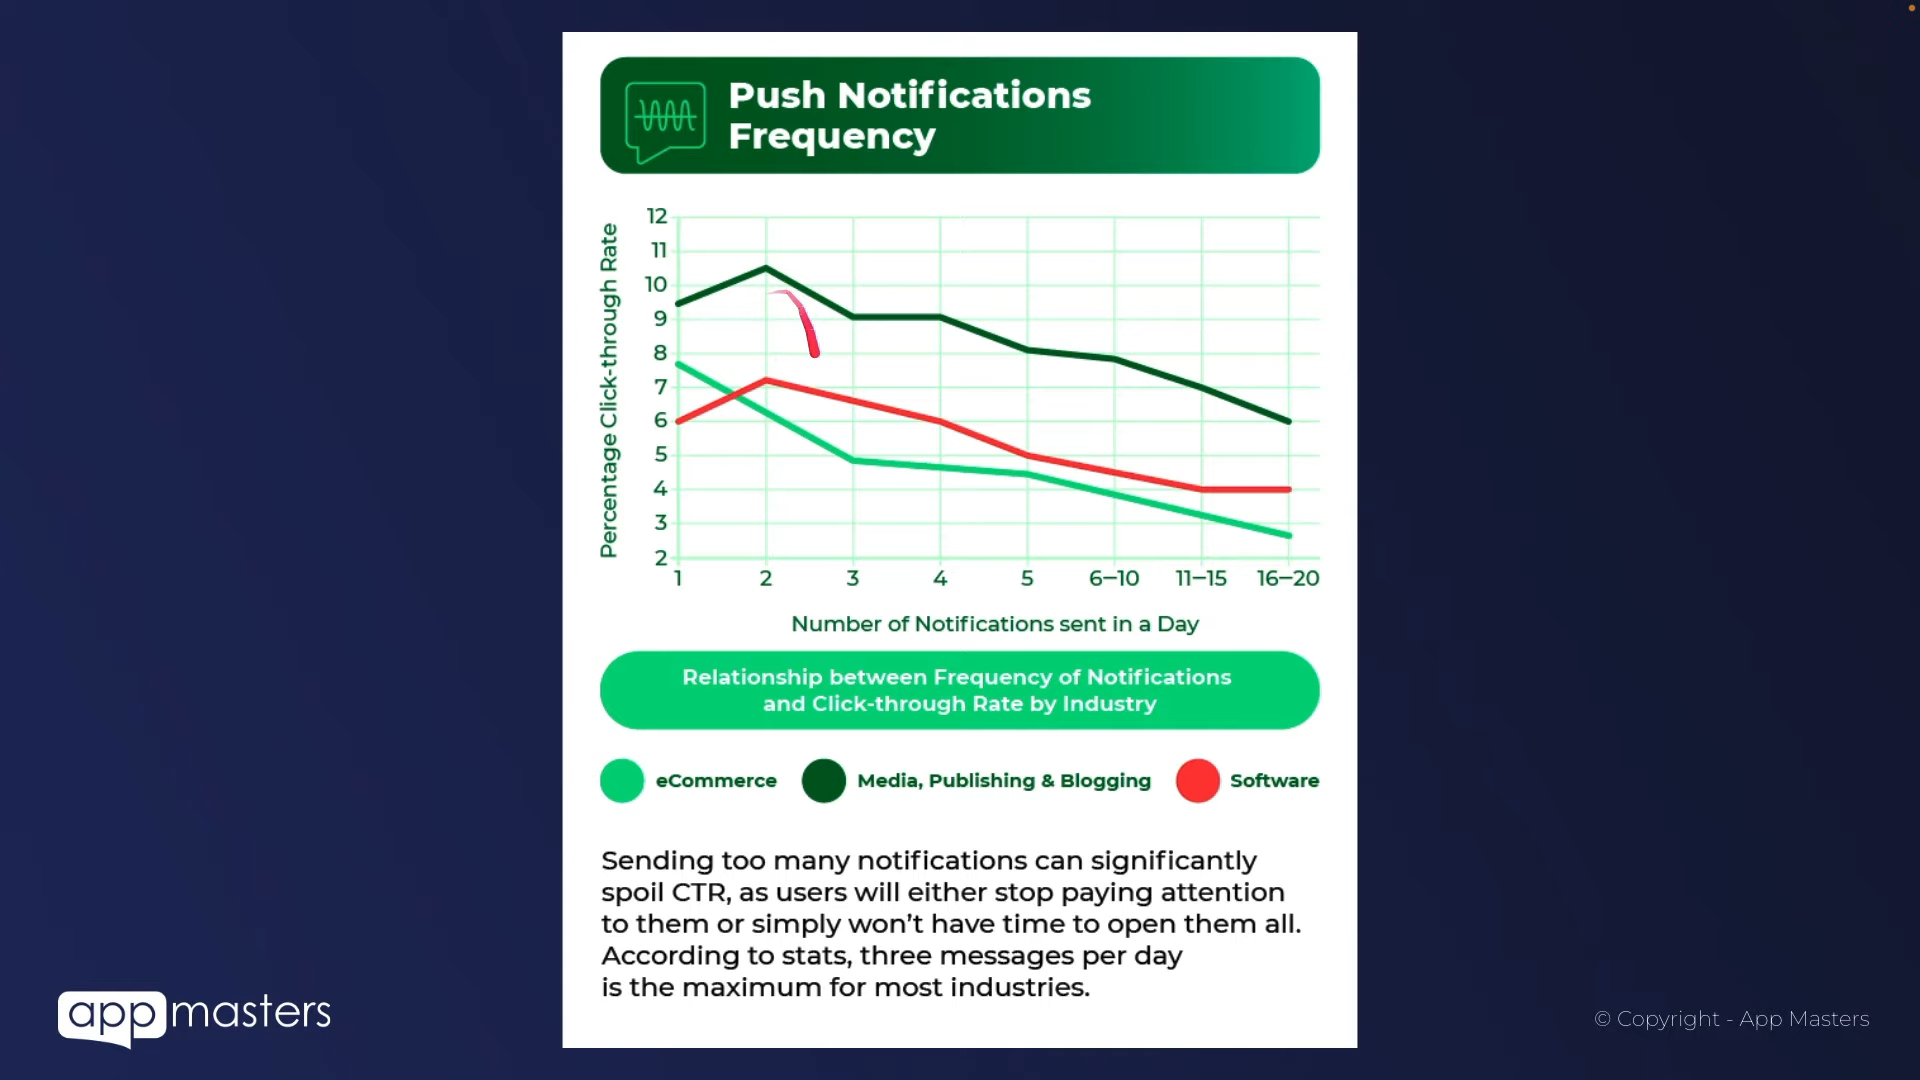 Push Notifications
Frequency
Percentage Click-through Rate
12
11
10
9
8
7
6
5
4
3
2
1 2 3 4 5 6–10 11–15 16–20
Number of Notifications sent in a Day
Relationship between Frequency of Notifications
and Click-through Rate by Industry
eCommerce Media, Publishing & Blogging Software
Sending too many notifications can significantly
spoil CTR, as users will either stop paying attention
to them or simply won’t have time to open them all.
According to stats, three messages per day
is the maximum for most industries.
app masters
© Copyright - App Masters